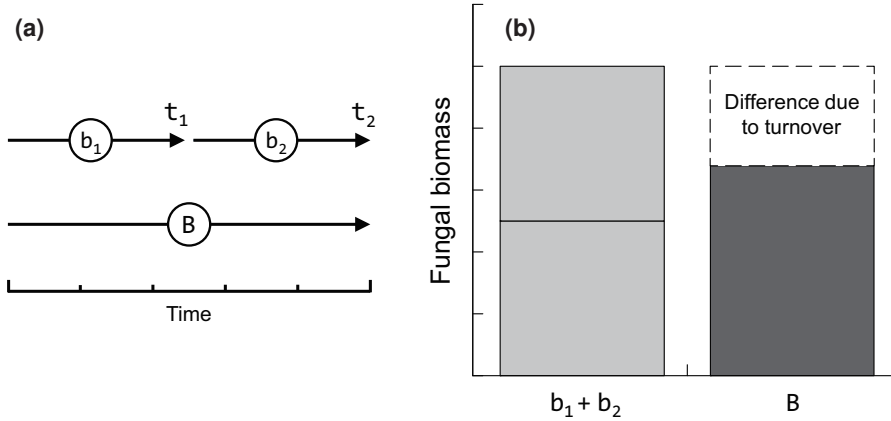 (a)
t₁
t₂
b₁
b₂
B
Time
(b)
Fungal biomass
Difference due
to turnover
b₁ + b₂
B